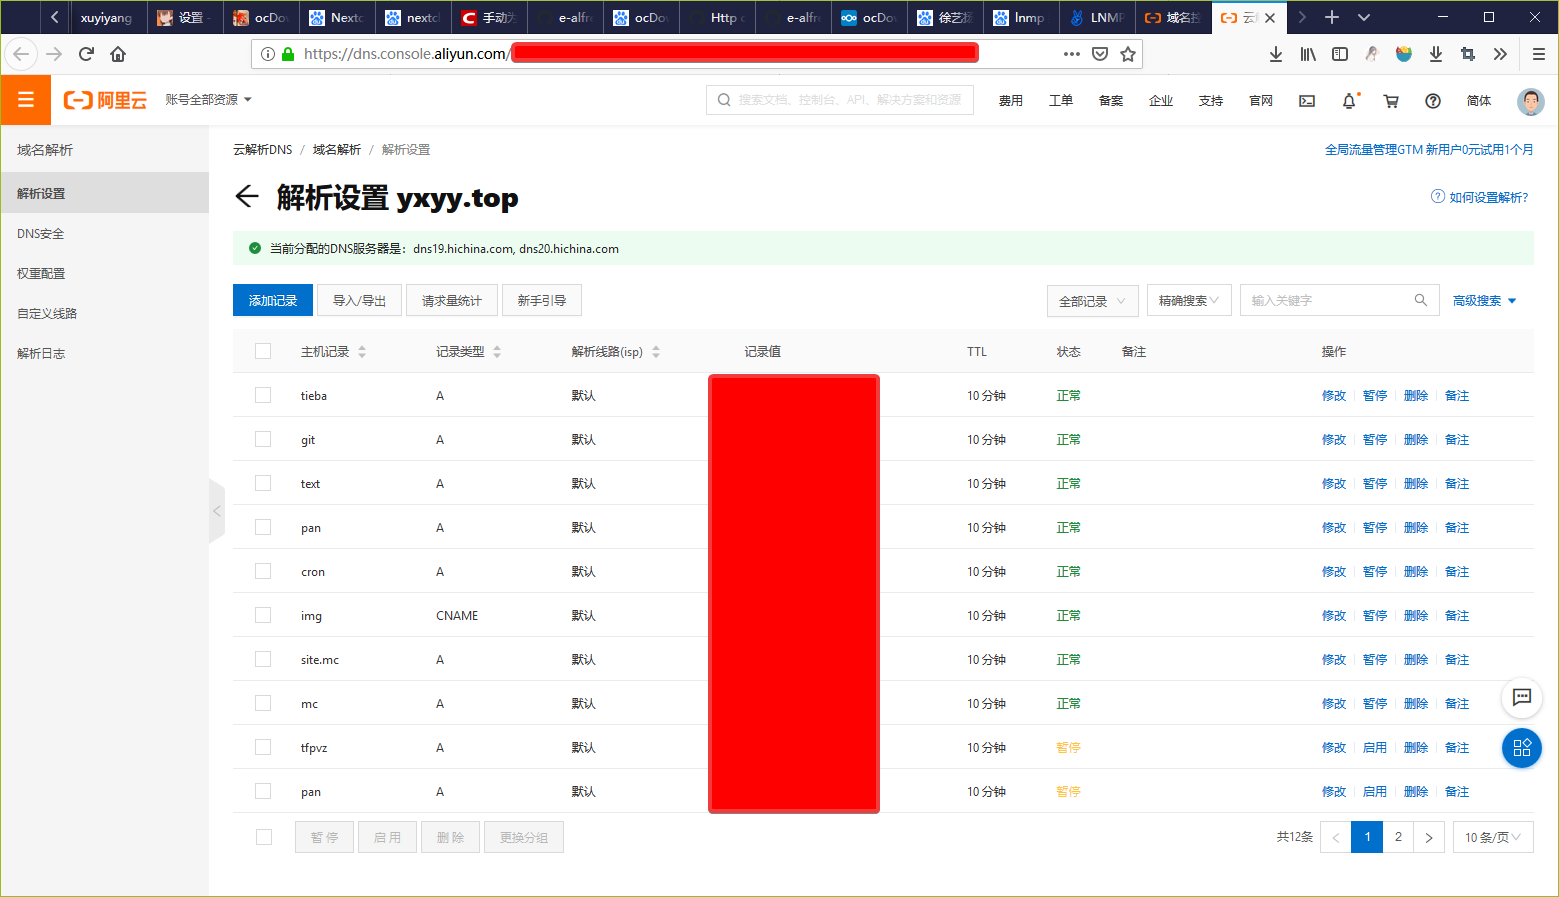 xuyiyang 设置 ocDo Nextc nextcl 手动为 e-alfre ocDo Http e-alfre ocDo 徐艺扬 lnmp LNMP 域名控 云
https://dns.console.aliyun.com/
阿里云 账号全部资源 搜索文档、控制台、API、解决方案和资源 费用 工单 备案 企业 支持 官网 简体
域名解析
解析设置
DNS安全
权重配置
自定义线路
解析日志
云解析DNS / 域名解析 / 解析设置 全局流量管理GTM 新用户0元试用1个月
解析设置 yxyy.top 如何设置解析?
当前分配的DNS服务器是: dns19.hichina.com, dns20.hichina.com
添加记录 导入/导出 请求量统计 新手引导 全部记录 精确搜索 输入关键字 高级搜索
主机记录 记录类型 解析线路(isp) 记录值 TTL 状态 备注 操作
tieba A 默认 10 分钟 正常 修改 暂停 删除 备注
git A 默认 10 分钟 正常 修改 暂停 删除 备注
text A 默认 10 分钟 正常 修改 暂停 删除 备注
pan A 默认 10 分钟 正常 修改 暂停 删除 备注
cron A 默认 10 分钟 正常 修改 暂停 删除 备注
img CNAME 默认 10 分钟 正常 修改 暂停 删除 备注
site.mc A 默认 10 分钟 正常 修改 暂停 删除 备注
mc A 默认 10 分钟 正常 修改 暂停 删除 备注
tfpvz A 默认 10 分钟 暂停 修改 启用 删除 备注
pan A 默认 10 分钟 暂停 修改 启用 删除 备注
暂 停 启 用 删 除 更换分组 共12条 < 1 2 > 10 条/页